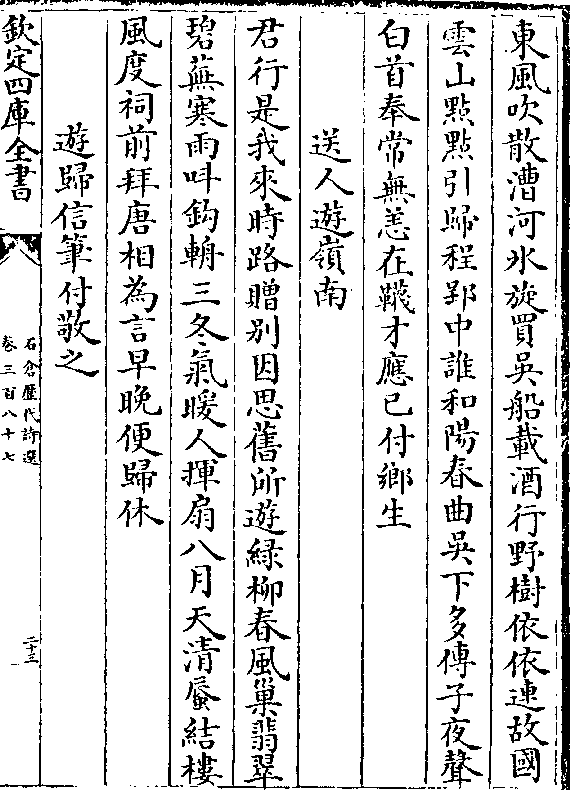 東風吹散漕河氷旋買吳船載酒行野樹依依連故國
雲山點點引歸程郢中誰和陽春曲吳下多傳子夜聲
白首奉常無恙在韈才應已付鄉生
送人遊嶺南
君行是我來時路贈别因思舊所遊緑柳春風巢翡翠
碧蕪寒雨呌鈎輈三冬氣暖人揮扇八月天清蜃結樓
風度祠前拜唐相為言早晚便歸休
遊歸信筆付敬之
欽定四庫全書
石倉歷代詩選
卷三百八十七
二十三